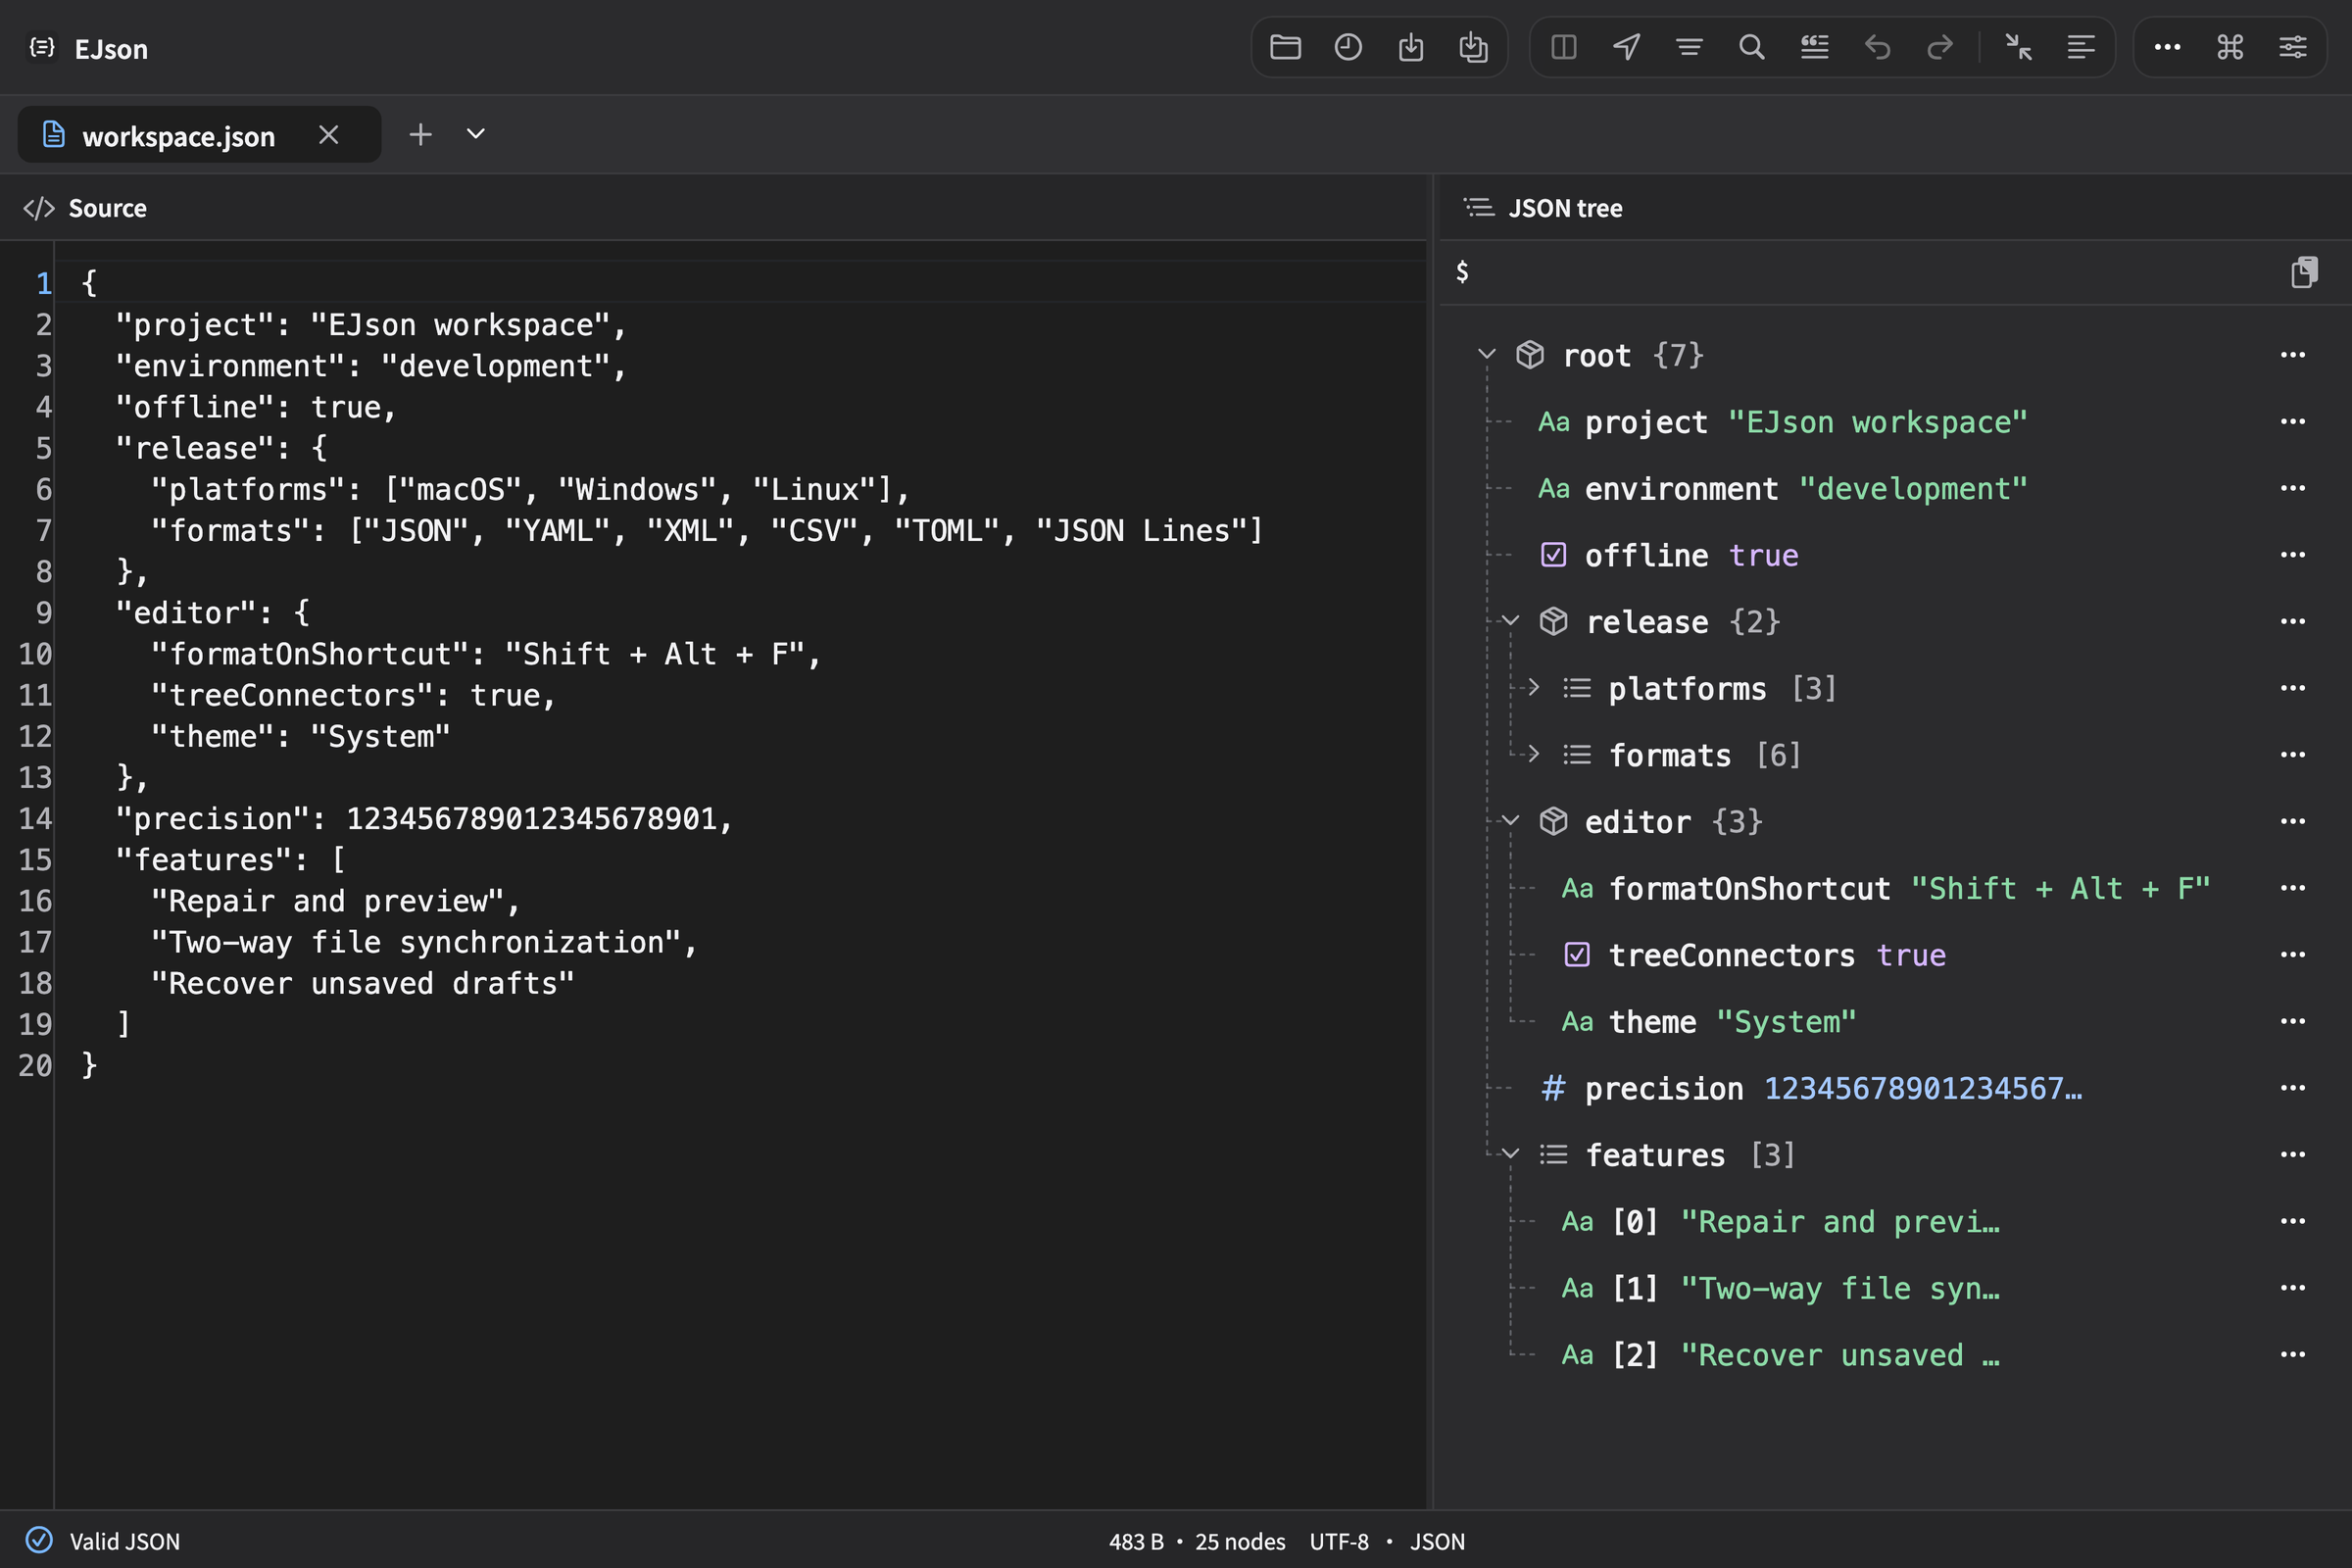 EJson
workspace.json
Source
1 {
2   "project": "EJson workspace",
3   "environment": "development",
4   "offline": true,
5   "release": {
6     "platforms": ["macOS", "Windows", "Linux"],
7     "formats": ["JSON", "YAML", "XML", "CSV", "TOML", "JSON Lines"]
8   },
9   "editor": {
10     "formatOnShortcut": "Shift + Alt + F",
11     "treeConnectors": true,
12     "theme": "System"
13   },
14   "precision": 123456789012345678901,
15   "features": [
16     "Repair and preview",
17     "Two-way file synchronization",
18     "Recover unsaved drafts"
19   ]
20 }
JSON tree
$
root {7}
Aa project "EJson workspace"
Aa environment "development"
offline true
release {2}
platforms [3]
formats [6]
editor {3}
Aa formatOnShortcut "Shift + Alt + F"
treeConnectors true
Aa theme "System"
# precision 12345678901234567…
features [3]
Aa [0] "Repair and previ…
Aa [1] "Two-way file syn…
Aa [2] "Recover unsaved …
Valid JSON
483 B • 25 nodes UTF-8 • JSON